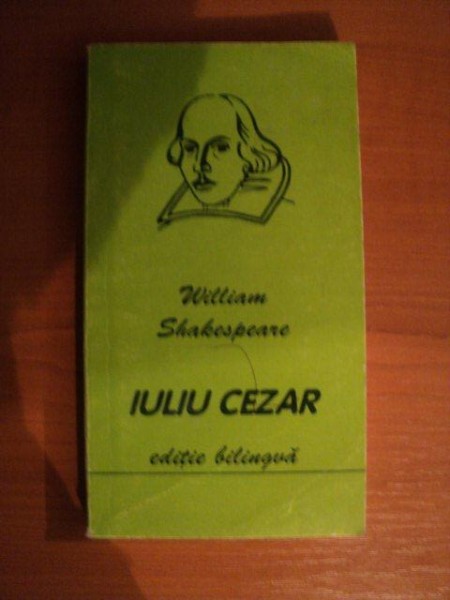 William
Shakespeare
IULIU CEZAR
ediție bilingvă